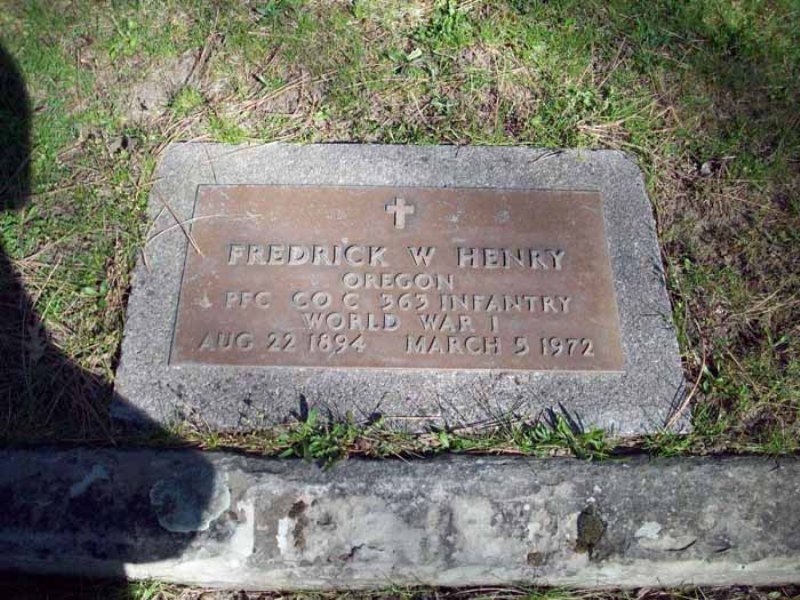 FREDRICK W HENRY
OREGON
PFC CO C 363 INFANTRY
WORLD WAR I
AUG 22 1894 MARCH 5 1972